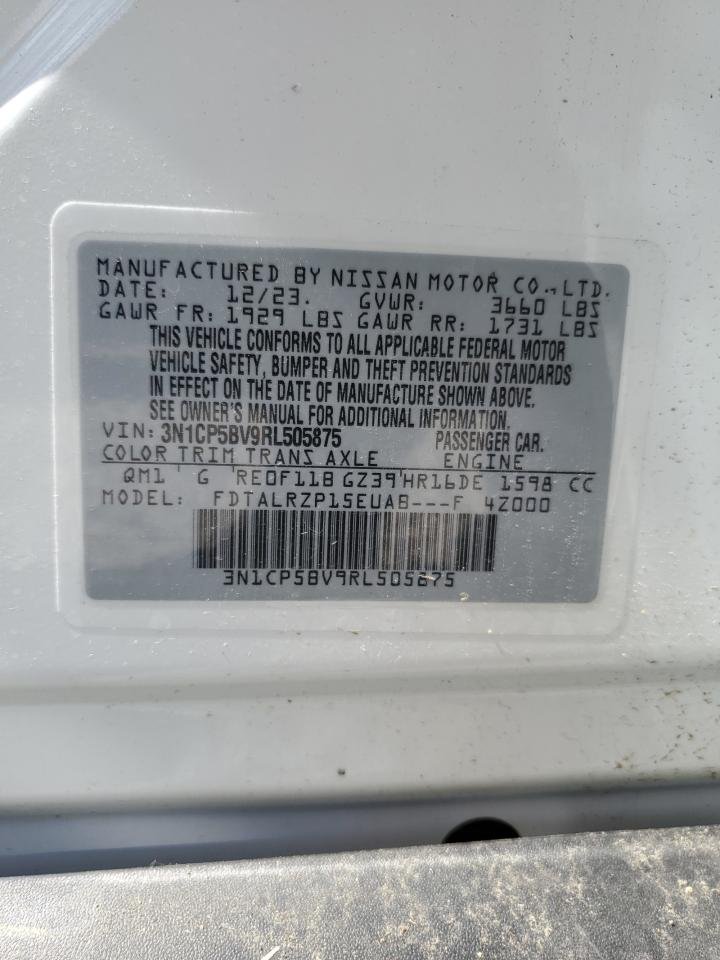 MANUFACTURED BY NISSAN MOTOR CO., LTD.
DATE: 12/23. GVWR: 3660 LBS
GAWR FR: 1929 LBS GAWR RR: 1731 LBS
THIS VEHICLE CONFORMS TO ALL APPLICABLE FEDERAL MOTOR
VEHICLE SAFETY, BUMPER AND THEFT PREVENTION STANDARDS
IN EFFECT ON THE DATE OF MANUFACTURE SHOWN ABOVE.
SEE OWNER'S MANUAL FOR ADDITIONAL INFORMATION.
VIN: 3N1CP5BV9RL505875 PASSENGER CAR.
COLOR TRIM TRANS AXLE ENGINE
QM1 ' G 'RE0F11B GZ39'HR16DE 1598 CC
MODEL: FDTALRZP15EUAB---F 4Z000
3N1CP5BV9RL505875